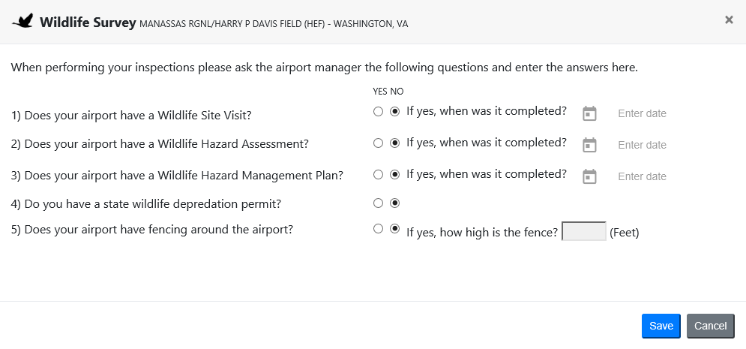 Wildlife Survey MANASSAS RGNL/HARRY P DAVIS FIELD (HEF) - WASHINGTON, VA ×
When performing your inspections please ask the airport manager the following questions and enter the answers here.
YES NO
1) Does your airport have a Wildlife Site Visit? If yes, when was it completed? Enter date
2) Does your airport have a Wildlife Hazard Assessment? If yes, when was it completed? Enter date
3) Does your airport have a Wildlife Hazard Management Plan? If yes, when was it completed? Enter date
4) Do you have a state wildlife depredation permit?
5) Does your airport have fencing around the airport? If yes, how high is the fence? (Feet)
Save Cancel